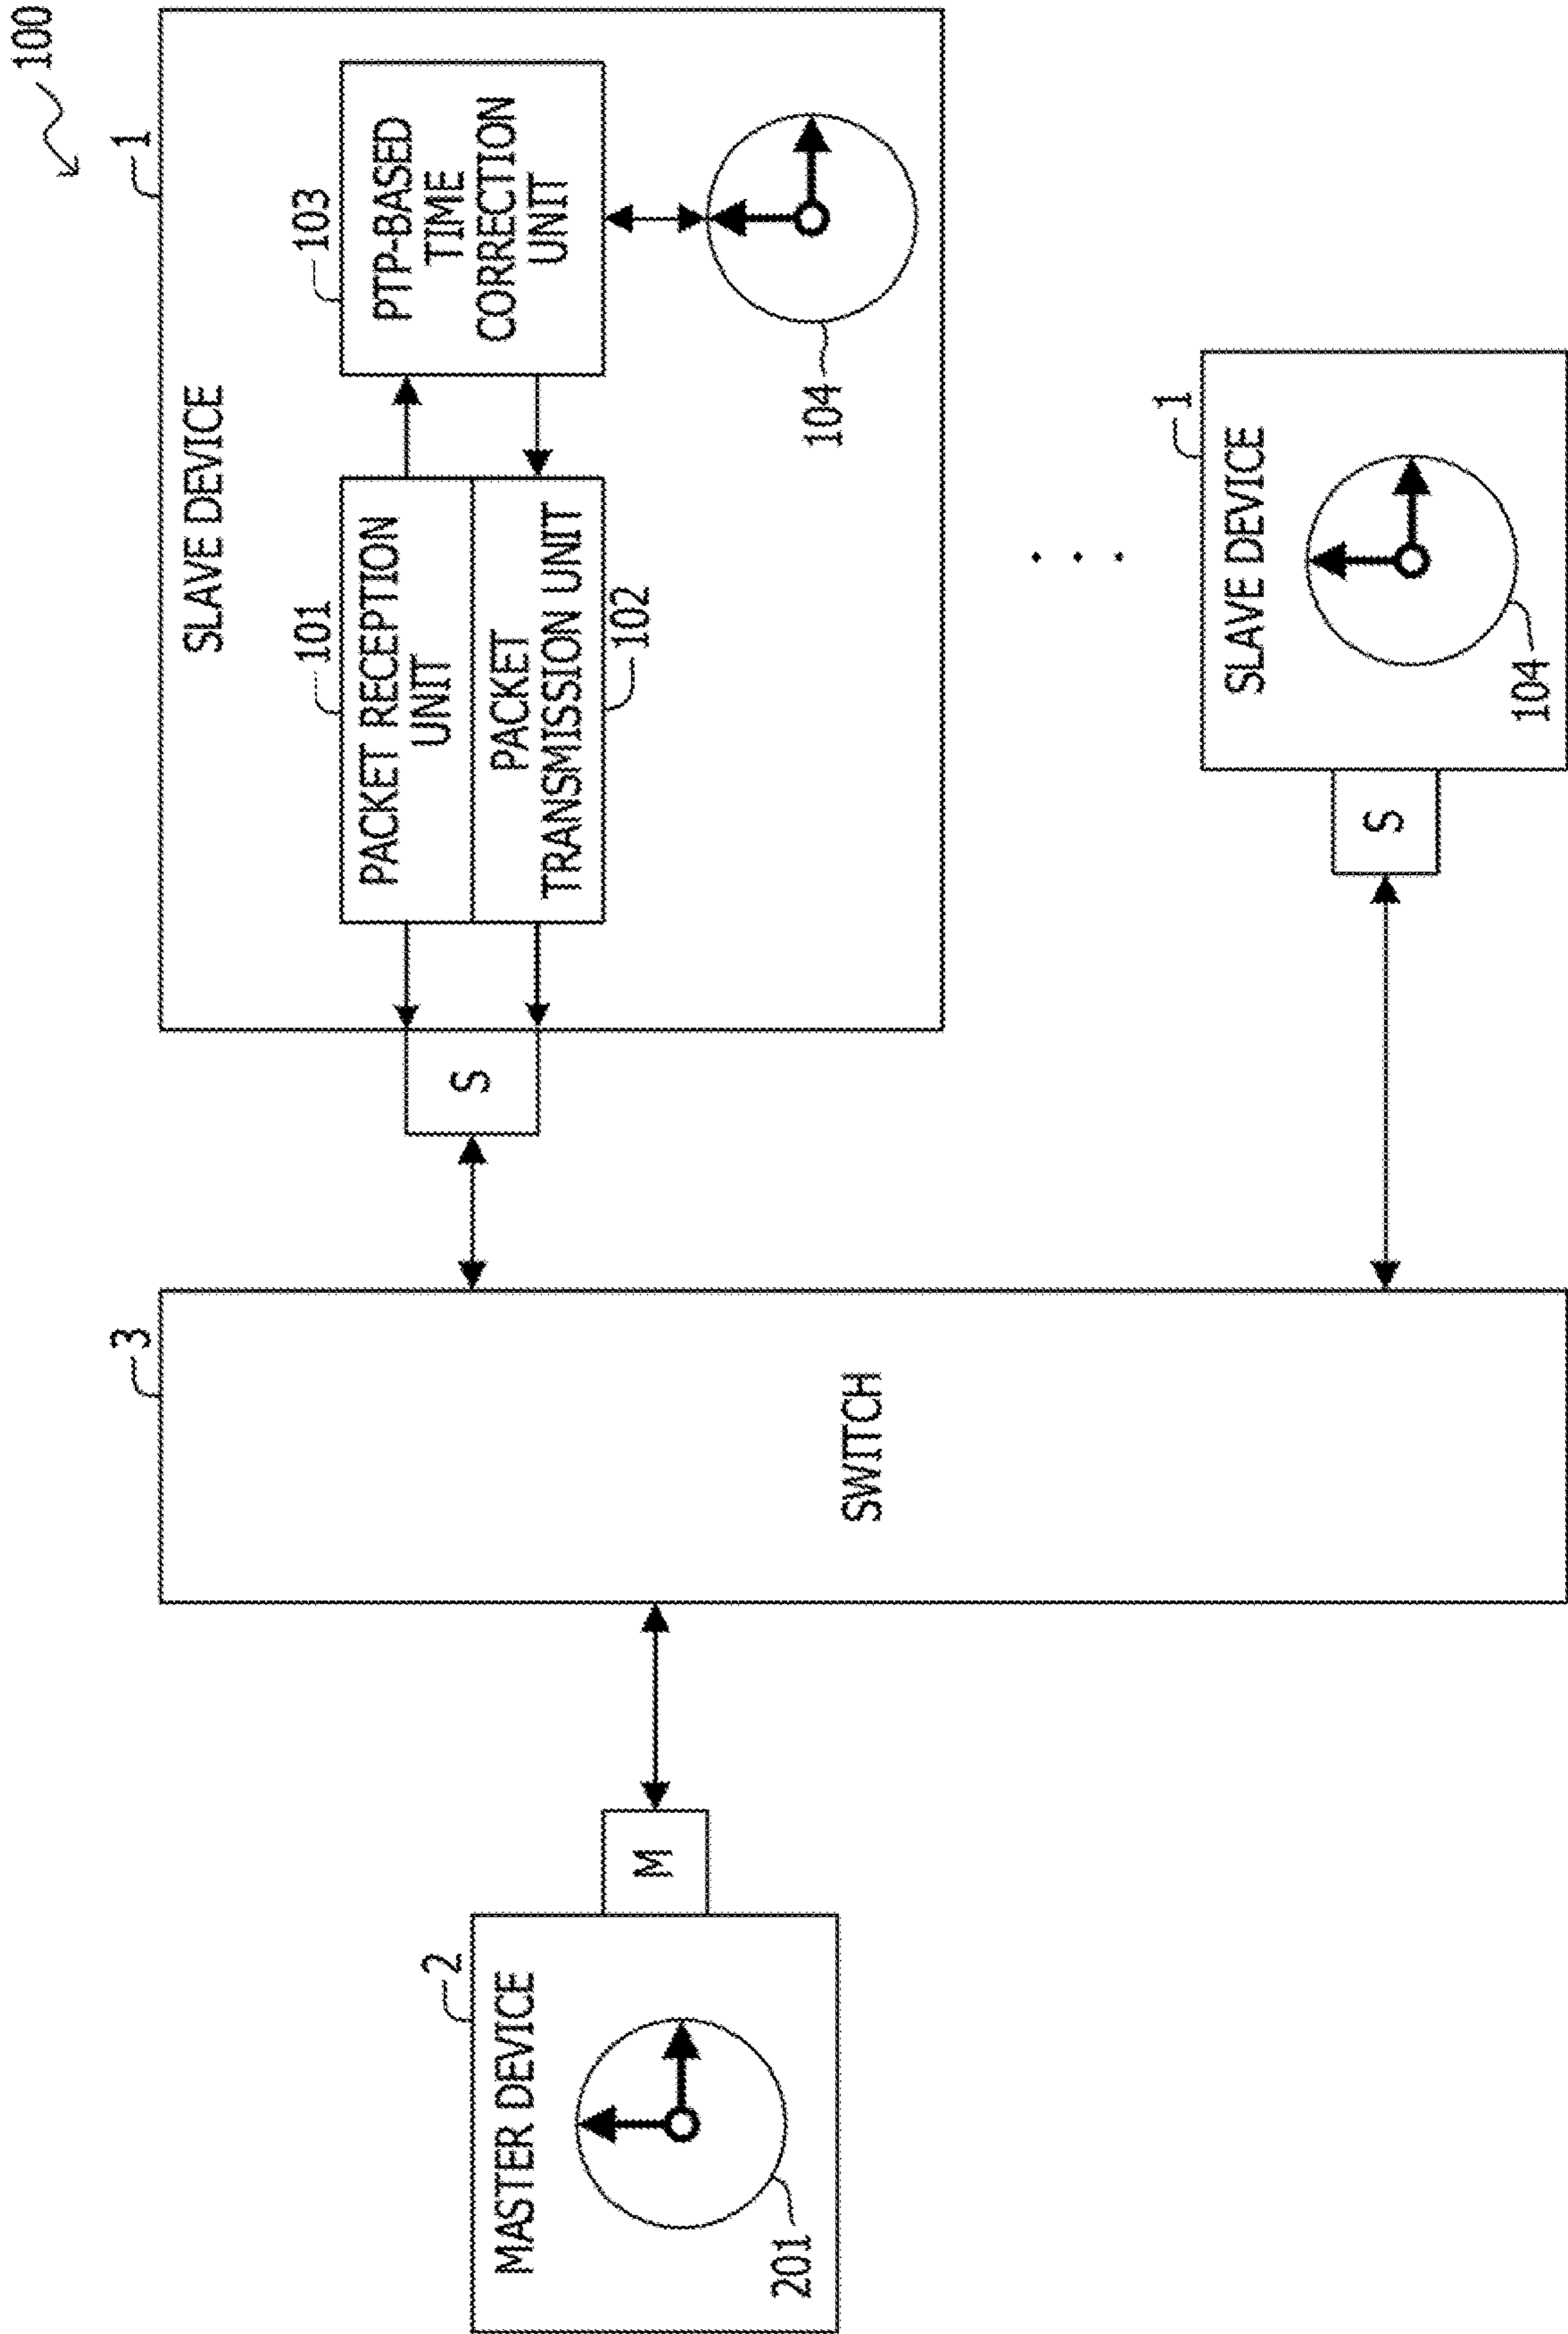 100
2
MASTER DEVICE
201
M
3
SWITCH
1
SLAVE DEVICE
S
101
PACKET RECEPTION
UNIT
PACKET
TRANSMISSION UNIT
102
103
PTP-BASED
TIME
CORRECTION
UNIT
104
1
SLAVE DEVICE
104
S